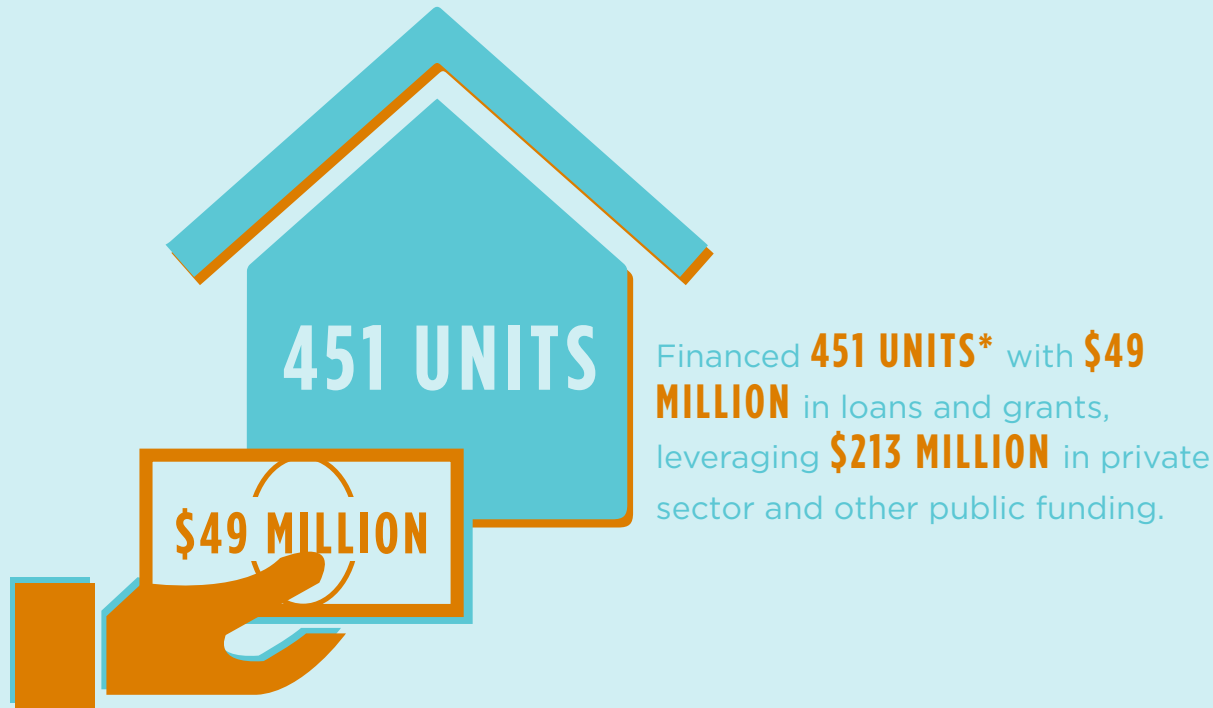 451 UNITS
$49 MILLION
Financed 451 UNITS* with $49
MILLION in loans and grants,
leveraging $213 MILLION in private
sector and other public funding.